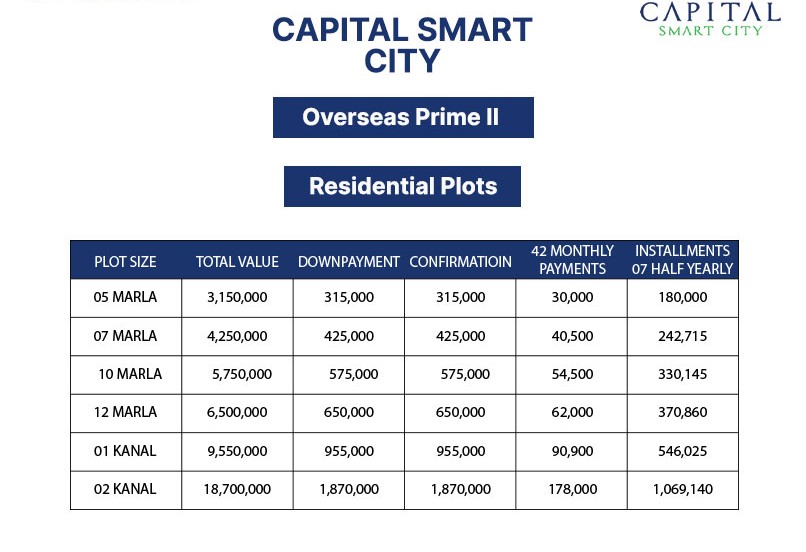 CAPITAL
SMART CITY
CAPITAL SMART
CITY
Overseas Prime II
Residential Plots
PLOT SIZE TOTAL VALUE DOWNPAYMENT CONFIRMATIOIN 42 MONTHLY PAYMENTS INSTALLMENTS 07 HALF YEARLY
05 MARLA 3,150,000 315,000 315,000 30,000 180,000
07 MARLA 4,250,000 425,000 425,000 40,500 242,715
10 MARLA 5,750,000 575,000 575,000 54,500 330,145
12 MARLA 6,500,000 650,000 650,000 62,000 370,860
01 KANAL 9,550,000 955,000 955,000 90,900 546,025
02 KANAL 18,700,000 1,870,000 1,870,000 178,000 1,069,140